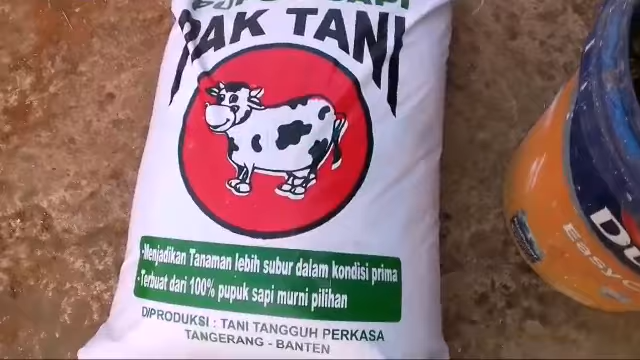 PAK TANI
-Menjadikan Tanaman lebih subur dalam kondisi prima
-Terbuat dari 100% pupuk sapi murni pilihan
DIPRODUKSI : TANI TANGGUH PERKASA
TANGERANG - BANTEN